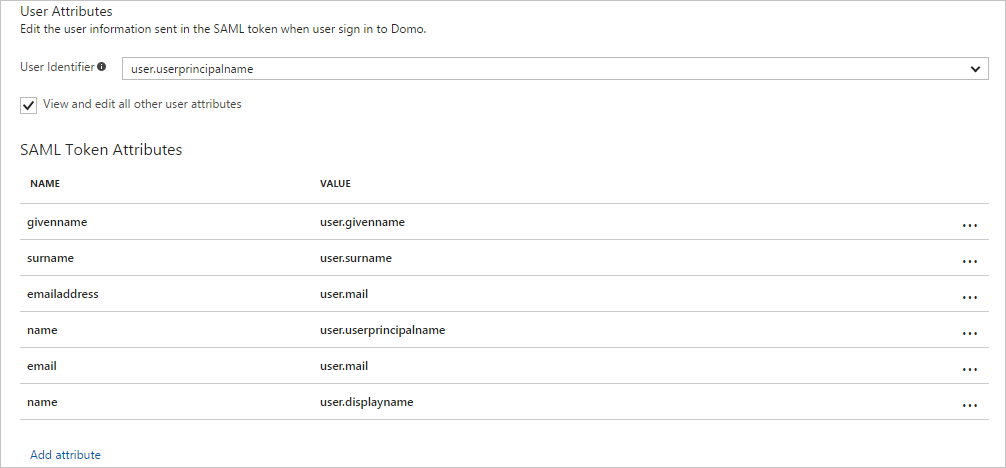 User Attributes
Edit the user information sent in the SAML token when user sign in to Domo.
User Identifier
user.userprincipalname
View and edit all other user attributes
SAML Token Attributes
NAME VALUE
givenname user.givenname ...
surname user.surname ...
emailaddress user.mail ...
name user.userprincipalname ...
email user.mail ...
name user.displayname ...
Add attribute